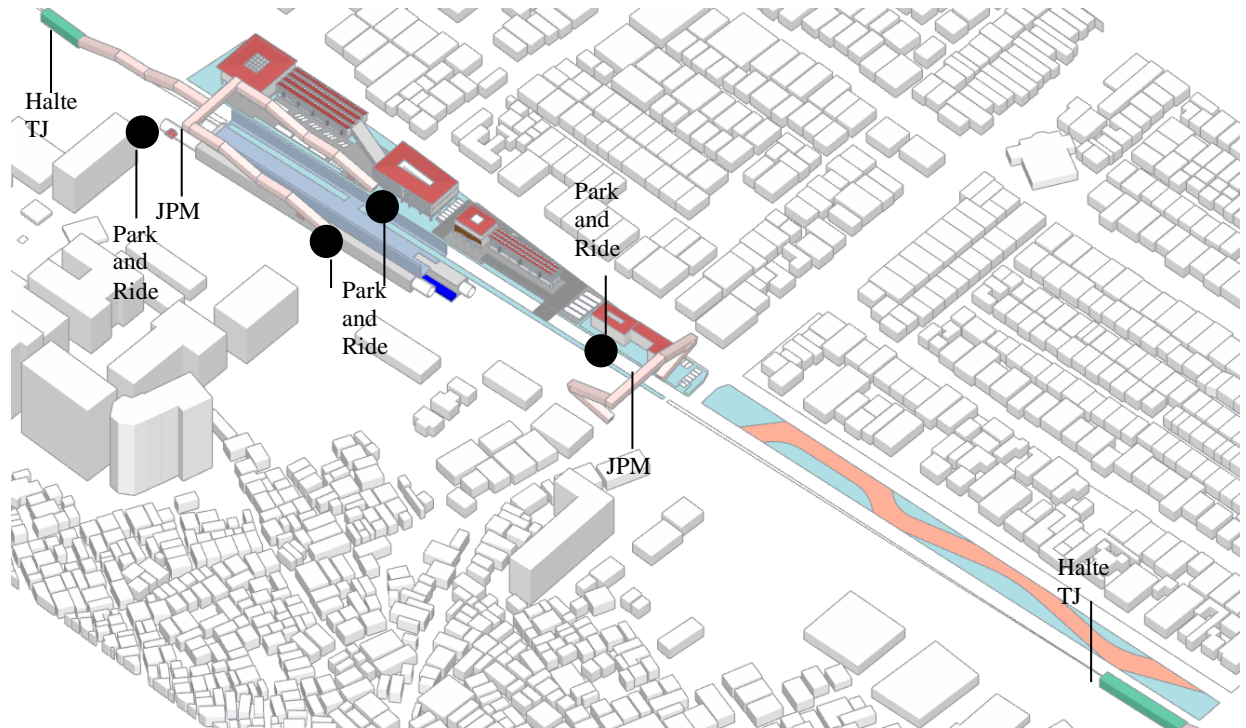 Halte
TJ
JPM
Park
and
Ride
Park
and
Ride
Park
and
Ride
JPM
Halte
TJ